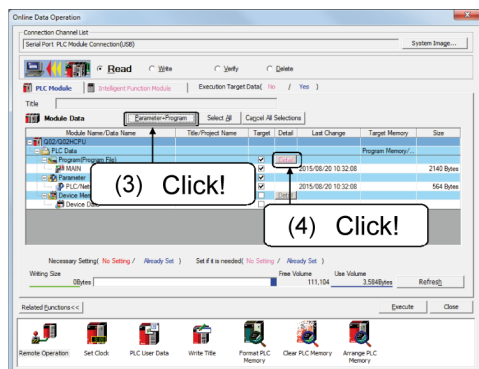 Online Data Operation
Connection Channel List
Serial Port PLC Module Connection(USB)
System Image...
Read Write Verify Delete
PLC Module Intelligent Function Module Execution Target Data( No / Yes )
Title
Module Data Parameter+Program Select All Cancel All Selections
Module Name/Data Name Title/Project Name Target Detail Last Change Target Memory Size
Q02/Q02HCPU
PLC Data Program Memory/...
Program(Program File) Detail
MAIN 2015/08/20 10:32:08 2140 Bytes
Parameter
PLC/Net 2015/08/20 10:32:08 564 Bytes
Device Mem Detail
Device Da
(3) Click!
(4) Click!
Necessary Setting( No Setting / Already Set ) Set if it is needed( No Setting / Already Set )
Writing Size Free Volume Use Volume
0Bytes 111,104 3,584Bytes Refresh
Related Functions<< Execute Close
Remote Operation Set Clock PLC User Data Write Title Format PLC Memory Clear PLC Memory Arrange PLC Memory